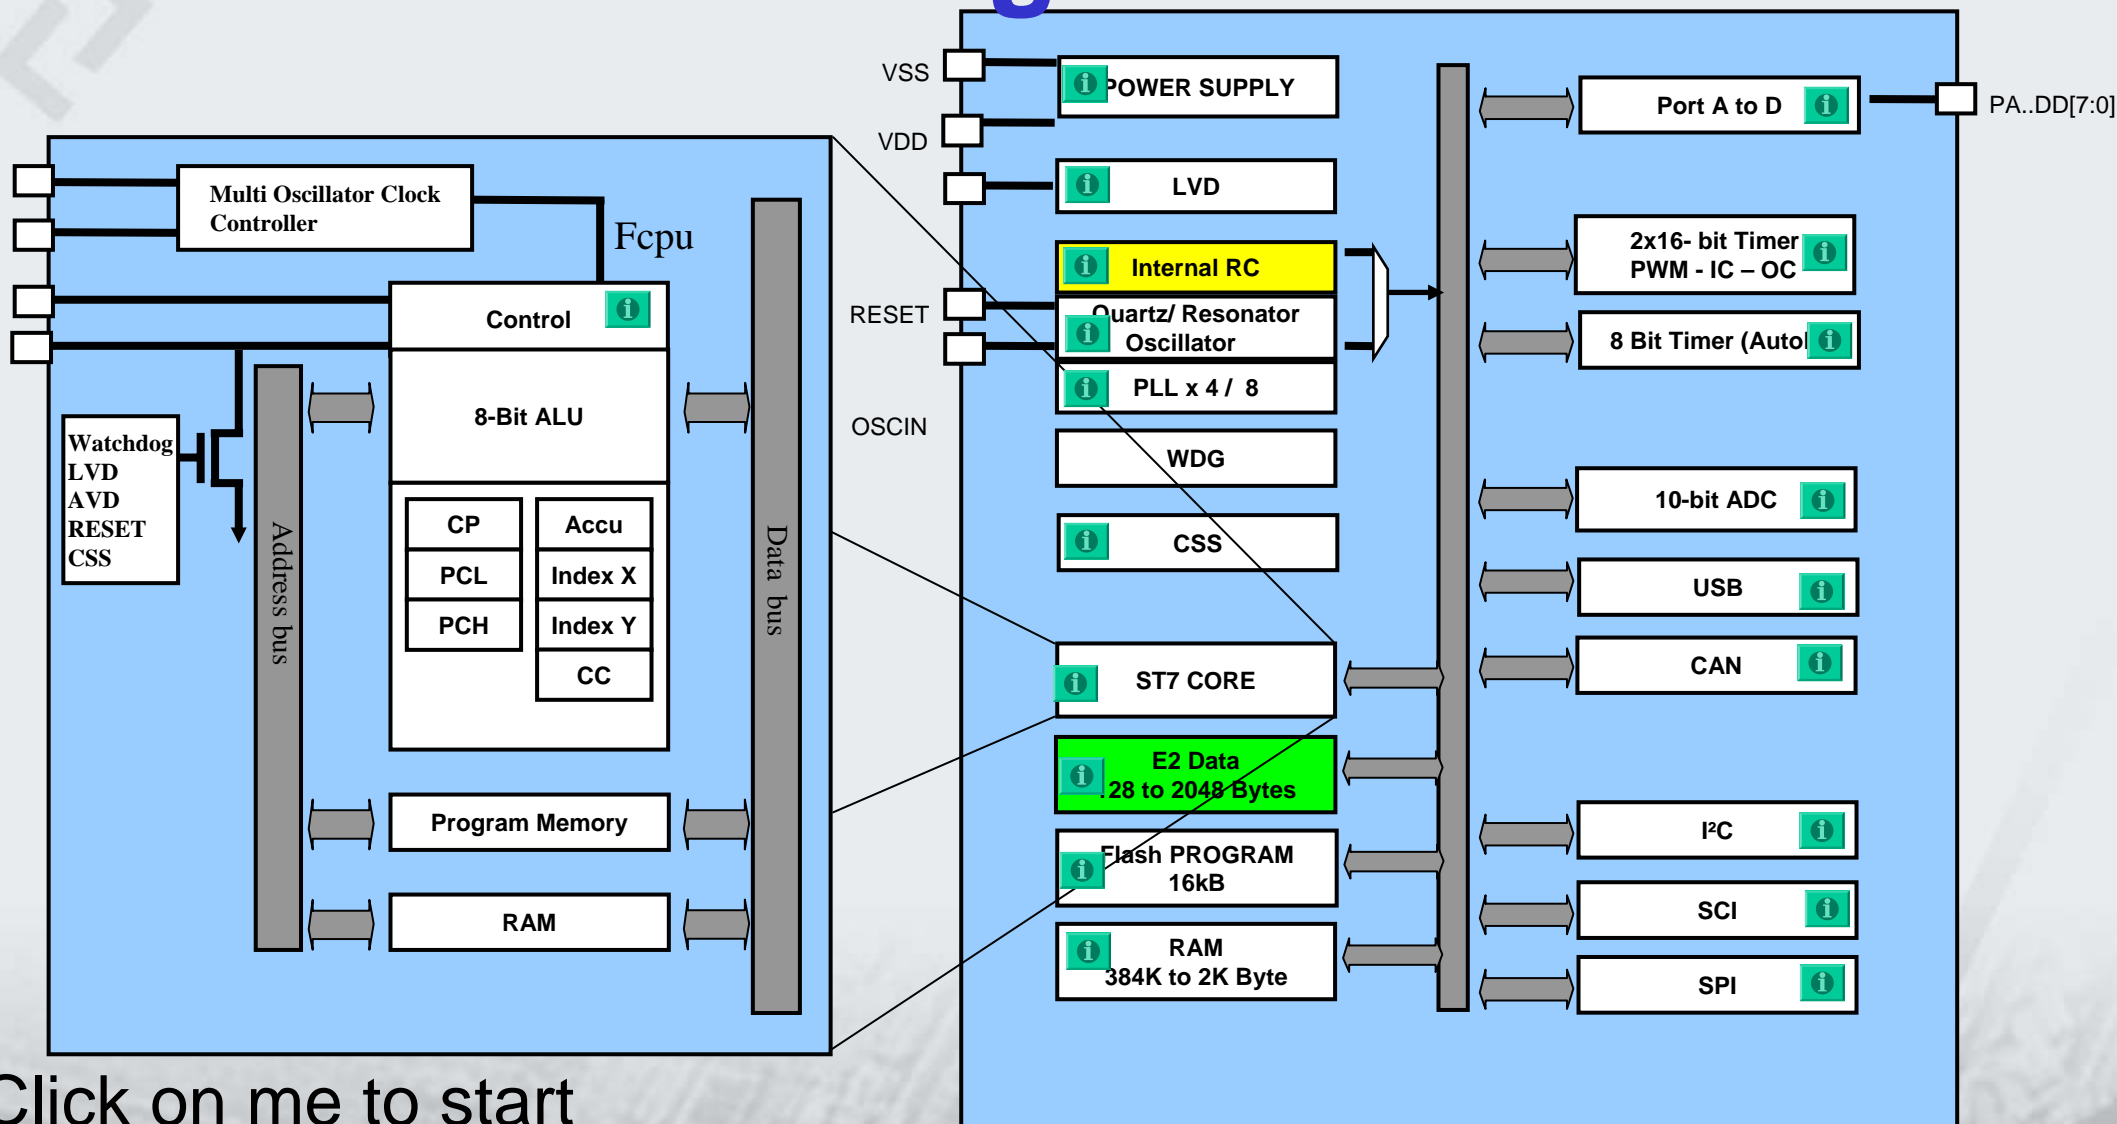 VSS
POWER SUPPLY
VDD
LVD
Internal RC
RESET
Quartz/ Resonator
Oscillator
PLL x 4 / 8
OSCIN
WDG
CSS
ST7 CORE
E2 Data
28 to 2048 Bytes
Flash PROGRAM
16kB
RAM
384K to 2K Byte
Port A to D
PA..DD[7:0]
2x16- bit Timer
PWM - IC – OC
8 Bit Timer (Auto
10-bit ADC
USB
CAN
I²C
SCI
SPI
Multi Oscillator Clock
Controller
Fcpu
Control
8-Bit ALU
Watchdog
LVD
AVD
RESET
CSS
Address bus
CP
Accu
PCL
Index X
PCH
Index Y
CC
Data bus
Program Memory
RAM
Click on me to start